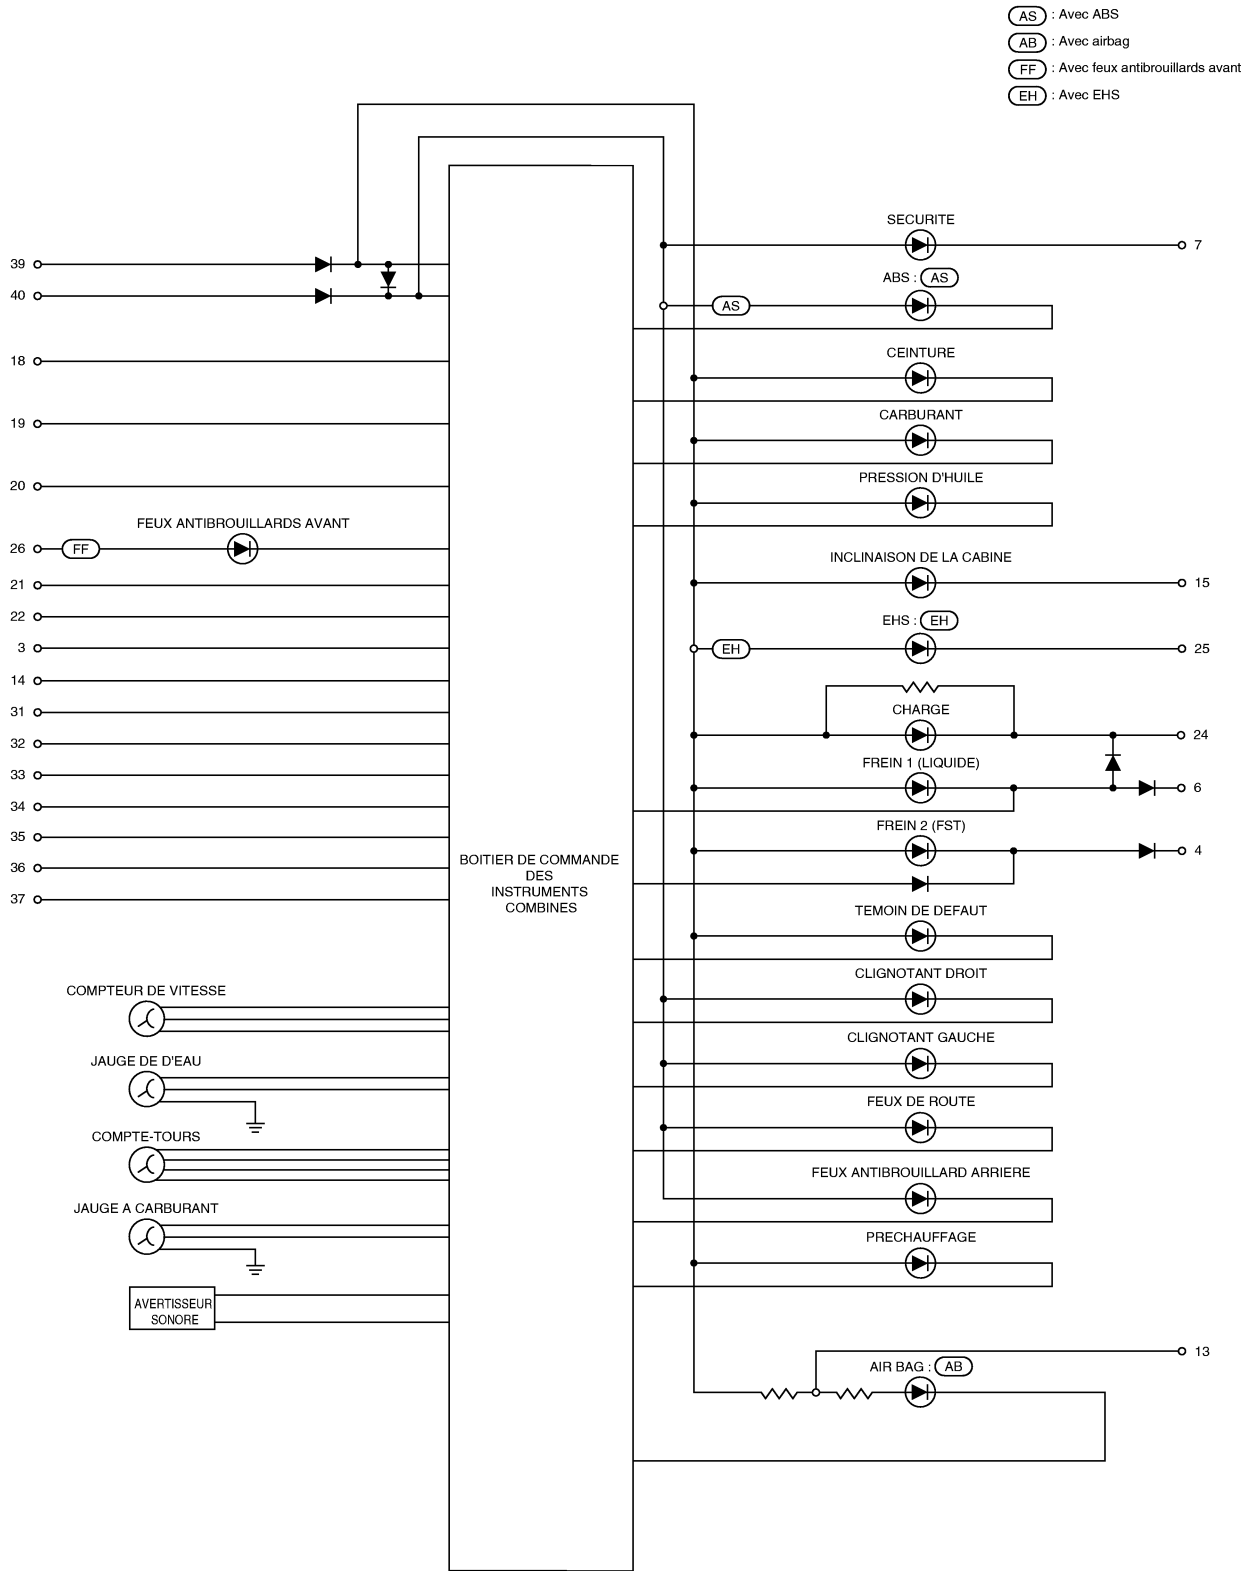 AS : Avec ABS
AB : Avec airbag
FF : Avec feux antibrouillards avant
EH : Avec EHS
39
40
18
19
20
FEUX ANTIBROUILLARDS AVANT
26 FF
21
22
3
14
31
32
33
34
35
36
37
COMPTEUR DE VITESSE
JAUGE DE D'EAU
COMPTE-TOURS
JAUGE A CARBURANT
AVERTISSEUR
SONORE
BOITIER DE COMMANDE
DES
INSTRUMENTS
COMBINES
SECURITE
7
ABS : AS
AS
CEINTURE
CARBURANT
PRESSION D'HUILE
INCLINAISON DE LA CABINE
15
EHS : EH
EH
25
CHARGE
24
FREIN 1 (LIQUIDE)
6
FREIN 2 (FST)
4
TEMOIN DE DEFAUT
CLIGNOTANT DROIT
CLIGNOTANT GAUCHE
FEUX DE ROUTE
FEUX ANTIBROUILLARD ARRIERE
PRECHAUFFAGE
13
AIR BAG : AB